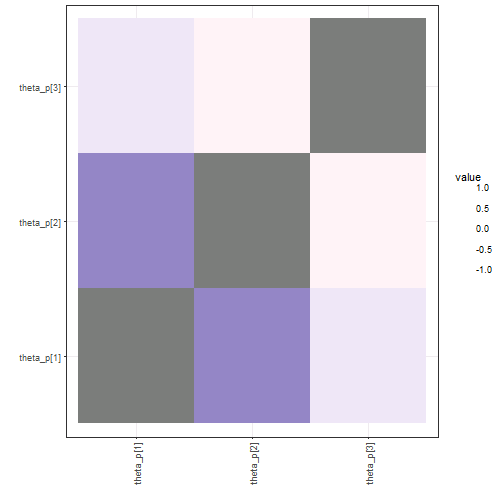 theta_p[3]
theta_p[2]
theta_p[1]
theta_p[1]
theta_p[2]
theta_p[3]
value
1.0
0.5
0.0
-0.5
-1.0